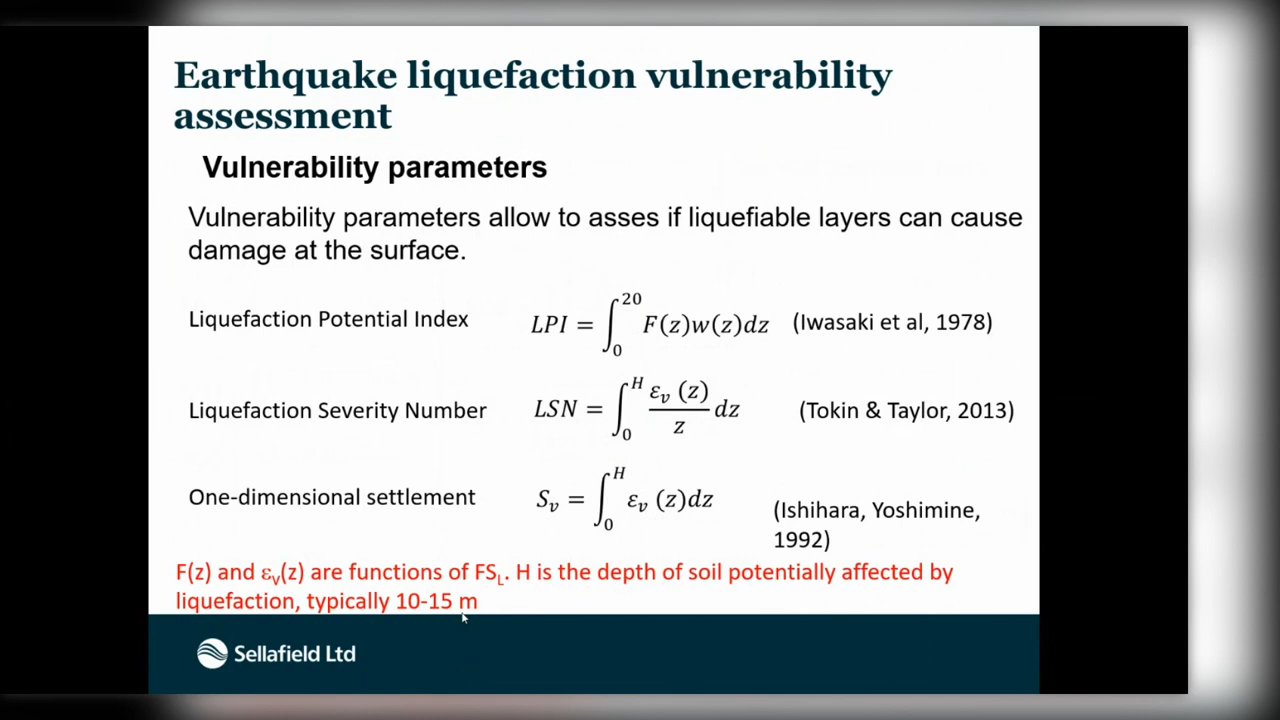 Earthquake liquefaction vulnerability
assessment
Vulnerability parameters
Vulnerability parameters allow to asses if liquefiable layers can cause
damage at the surface.
Liquefaction Potential Index LPI = ∫₀²⁰ F(z)w(z)dz (Iwasaki et al, 1978)
Liquefaction Severity Number LSN = ∫₀ᴴ εᵥ (z)/z dz (Tokin & Taylor, 2013)
One-dimensional settlement Sᵥ = ∫₀ᴴ εᵥ (z)dz (Ishihara, Yoshimine,
1992)
F(z) and εᵥ(z) are functions of FS_L. H is the depth of soil potentially affected by
liquefaction, typically 10-15 m
Sellafield Ltd